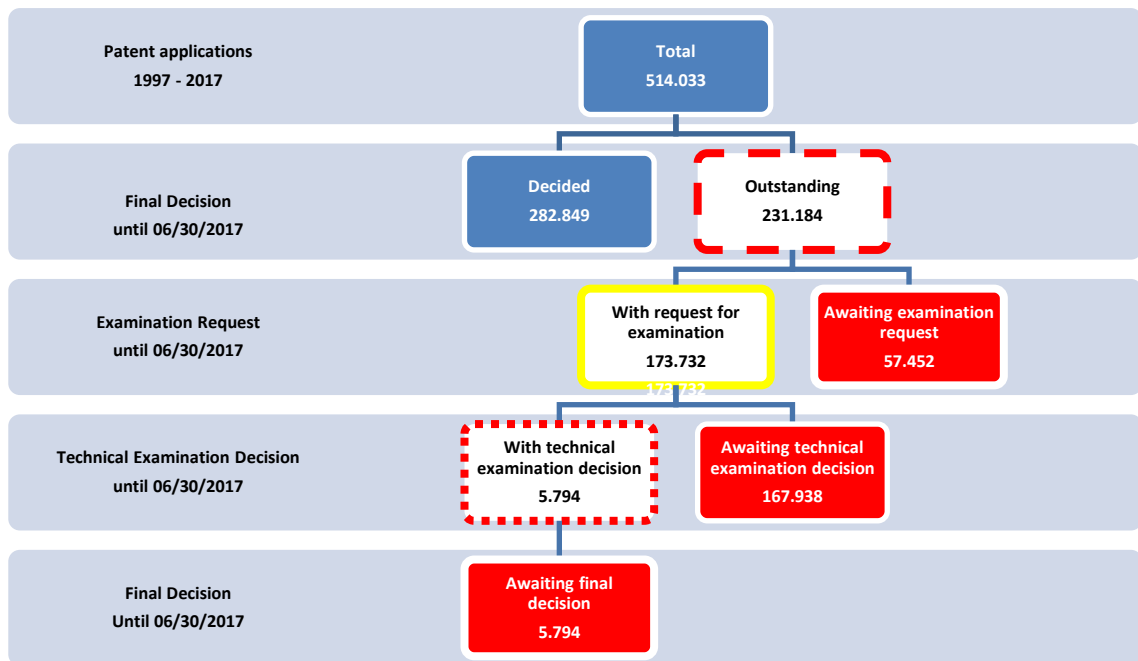 Patent applications
1997 - 2017
Total
514.033
Final Decision
until 06/30/2017
Decided
282.849
Outstanding
231.184
Examination Request
until 06/30/2017
With request for
examination
173.732
173.732
Awaiting examination
request
57.452
Technical Examination Decision
until 06/30/2017
With technical
examination decision
5.794
Awaiting technical
examination decision
167.938
Final Decision
Until 06/30/2017
Awaiting final
decision
5.794